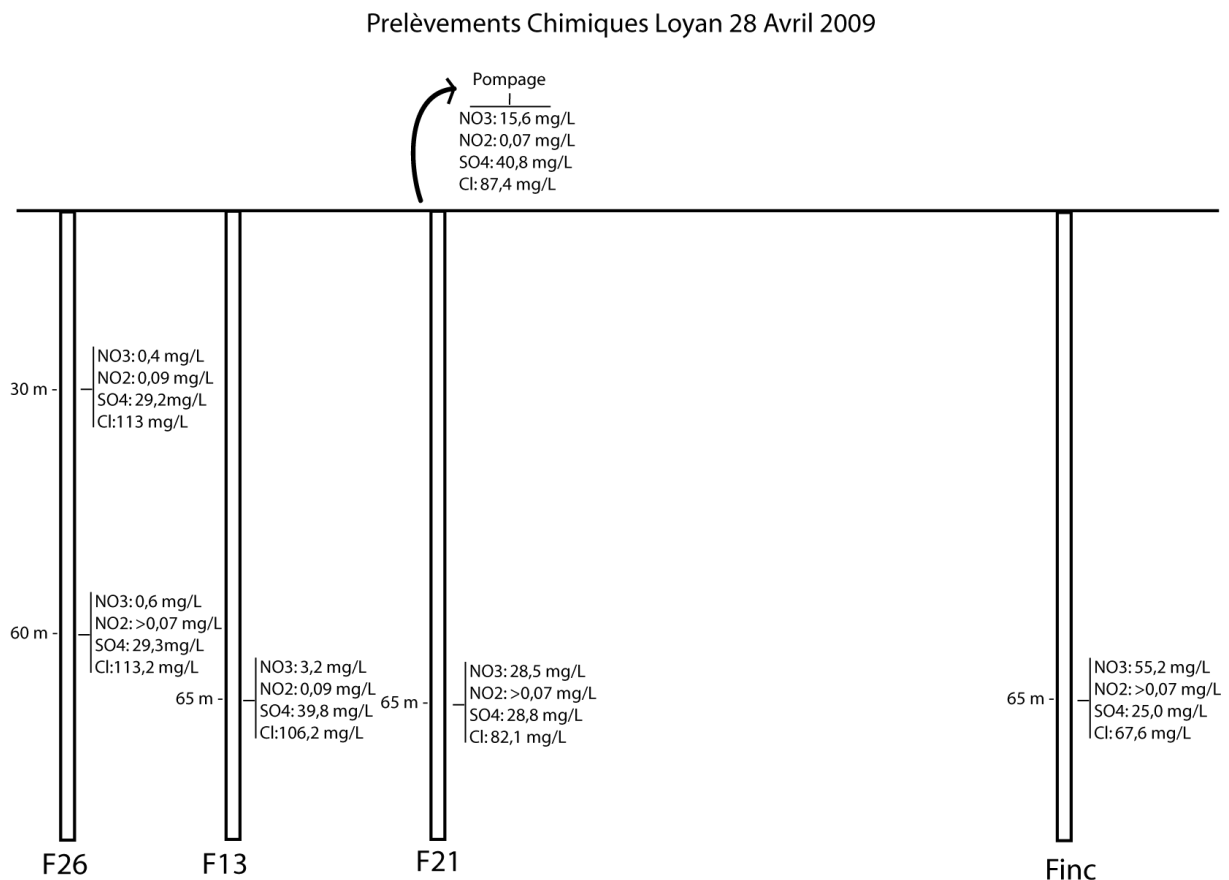 Prelèvements Chimiques Loyan 28 Avril 2009
Pompage
NO3: 15,6 mg/L
NO2: 0,07 mg/L
SO4: 40,8 mg/L
Cl: 87,4 mg/L
30 m -
NO3: 0,4 mg/L
NO2: 0,09 mg/L
SO4: 29,2mg/L
Cl:113 mg/L
60 m -
NO3: 0,6 mg/L
NO2: >0,07 mg/L
SO4: 29,3mg/L
Cl:113,2 mg/L
65 m -
NO3: 3,2 mg/L
NO2: 0,09 mg/L
SO4: 39,8 mg/L
Cl:106,2 mg/L
65 m -
NO3: 28,5 mg/L
NO2: >0,07 mg/L
SO4: 28,8 mg/L
Cl: 82,1 mg/L
65 m -
NO3: 55,2 mg/L
NO2: >0,07 mg/L
SO4: 25,0 mg/L
Cl: 67,6 mg/L
F26
F13
F21
Finc